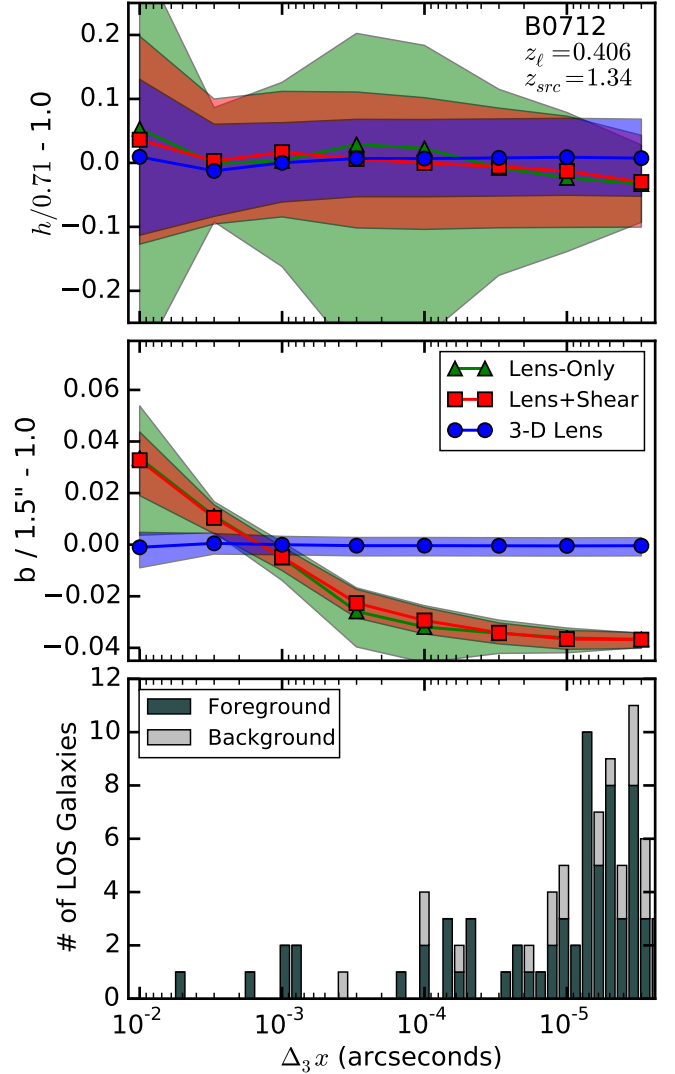 B0712
z_ℓ=0.406
z_src=1.34
0.2
0.1
0.0
−0.1
−0.2
h/0.71 - 1.0
Lens-Only
Lens+Shear
3-D Lens
0.06
0.04
0.02
0.00
−0.02
−0.04
b / 1.5" - 1.0
Foreground
Background
12
10
8
6
4
2
0
# of LOS Galaxies
10^-2 10^-3 10^-4 10^-5
Δ_3 x (arcseconds)